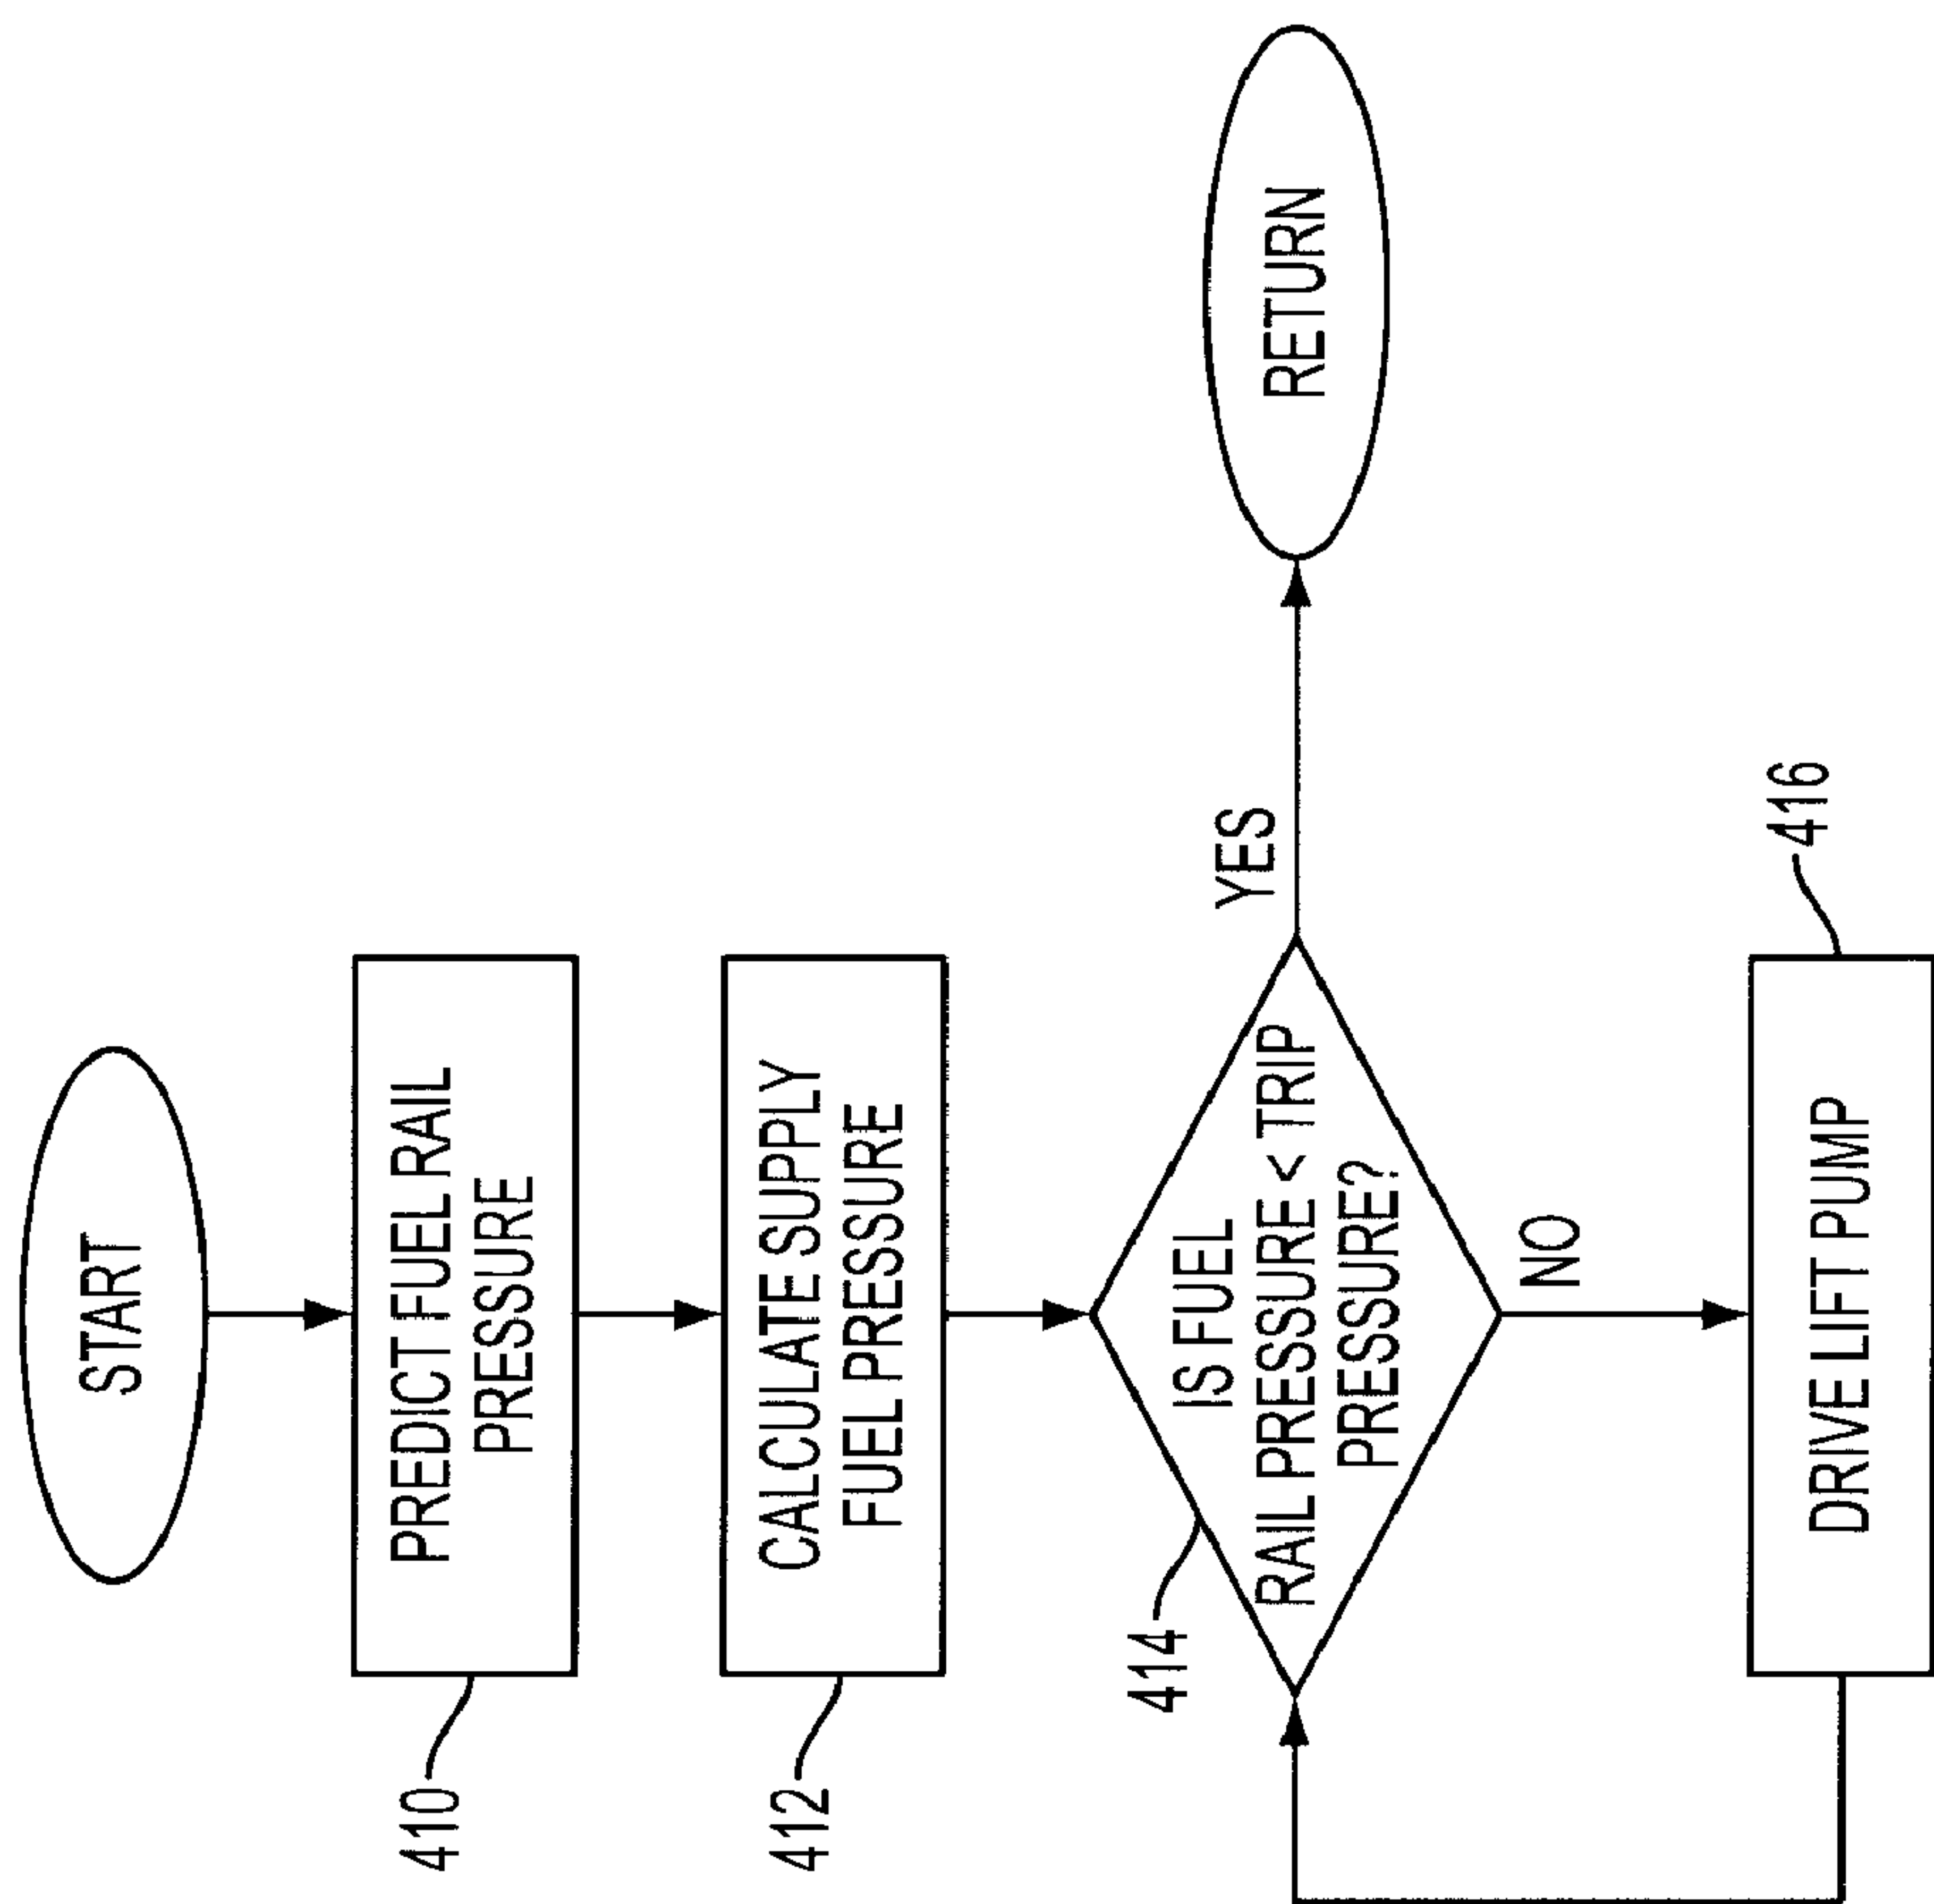 START
PREDICT FUEL RAIL
PRESSURE
410
CALCULATE SUPPLY
FUEL PRESSURE
412
IS FUEL
RAIL PRESSURE < TRIP
PRESSURE?
414
YES
RETURN
NO
DRIVE LIFT PUMP
416